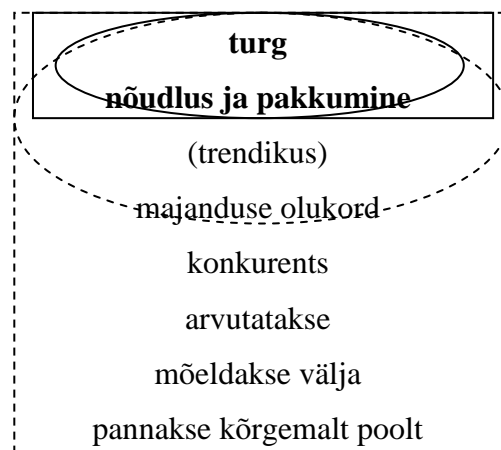 turg
nõudlus ja pakkumine
(trendikus)
majanduse olukord
konkurents
arvutatakse
mõeldakse välja
pannakse kõrgemalt poolt